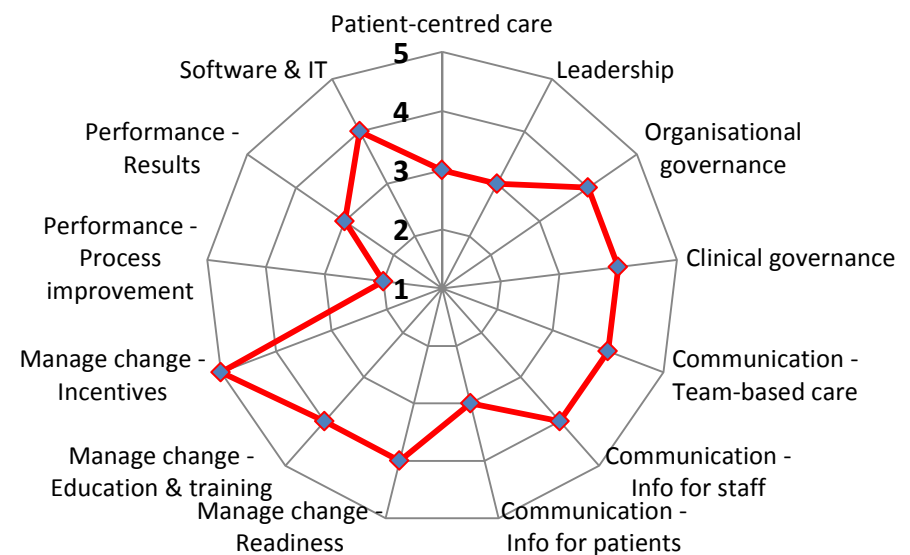 Patient-centred care
Leadership
Organisational
governance
Clinical governance
Communication -
Team-based care
Communication -
Info for staff
Communication -
Info for patients
Manage change -
Readiness
Manage change -
Education & training
Manage change -
Incentives
Performance -
Process
improvement
Performance -
Results
Software & IT
5
4
3
2
1